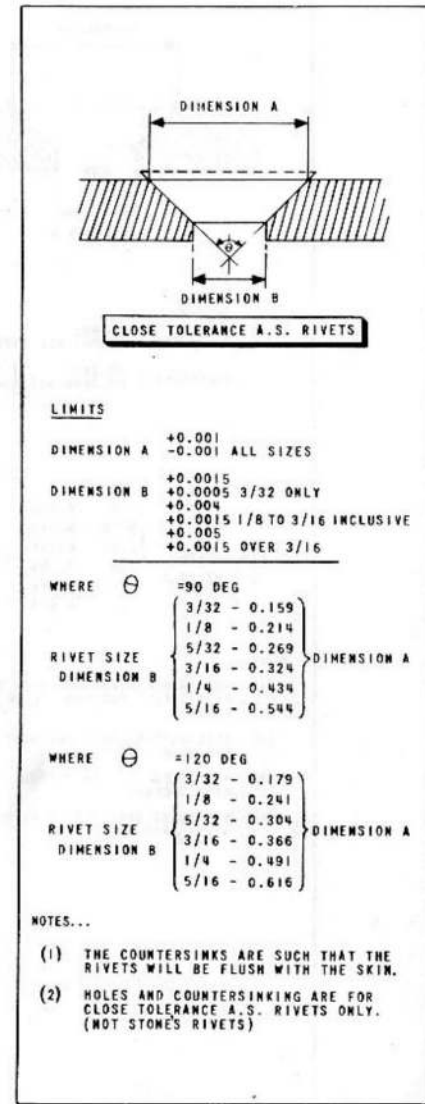 DIMENSION A
θ
DIMENSION B
CLOSE TOLERANCE A.S. RIVETS
LIMITS
+0.001
DIMENSION A -0.001 ALL SIZES
+0.0015
DIMENSION B +0.0005 3/32 ONLY
+0.004
+0.0015 1/8 TO 3/16 INCLUSIVE
+0.005
+0.0015 OVER 3/16
WHERE θ =90 DEG
3/32 - 0.159
1/8 - 0.214
5/32 - 0.269
RIVET SIZE 3/16 - 0.324 DIMENSION A
DIMENSION B
1/4 - 0.434
5/16 - 0.544
WHERE θ =120 DEG
3/32 - 0.179
1/8 - 0.241
5/32 - 0.304
RIVET SIZE 3/16 - 0.366 DIMENSION A
DIMENSION B
1/4 - 0.491
5/16 - 0.616
NOTES...
(1) THE COUNTERSINKS ARE SUCH THAT THE
RIVETS WILL BE FLUSH WITH THE SKIN.
(2) HOLES AND COUNTERSINKING ARE FOR
CLOSE TOLERANCE A.S. RIVETS ONLY.
(NOT STONE'S RIVETS)